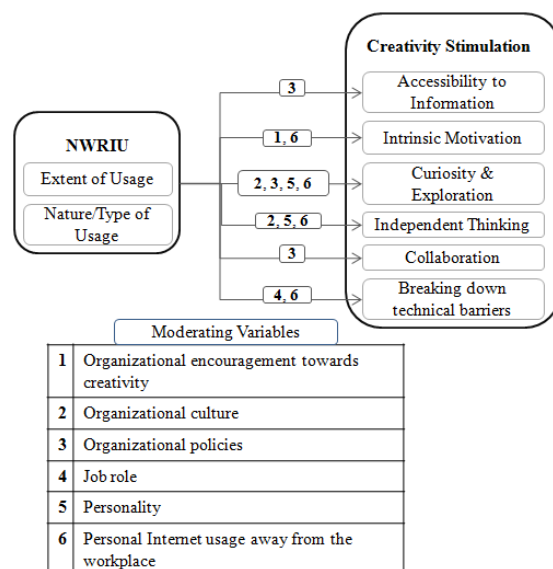 Creativity Stimulation
3
Accessibility to
Information
NWRIU
Extent of Usage
Nature/Type of
Usage
1, 6
Intrinsic Motivation
2, 3, 5, 6
Curiosity &
Exploration
2, 5, 6
Independent Thinking
3
Collaboration
4, 6
Breaking down
technical barriers
Moderating Variables
1 Organizational encouragement towards
creativity
2 Organizational culture
3 Organizational policies
4 Job role
5 Personality
6 Personal Internet usage away from the
workplace